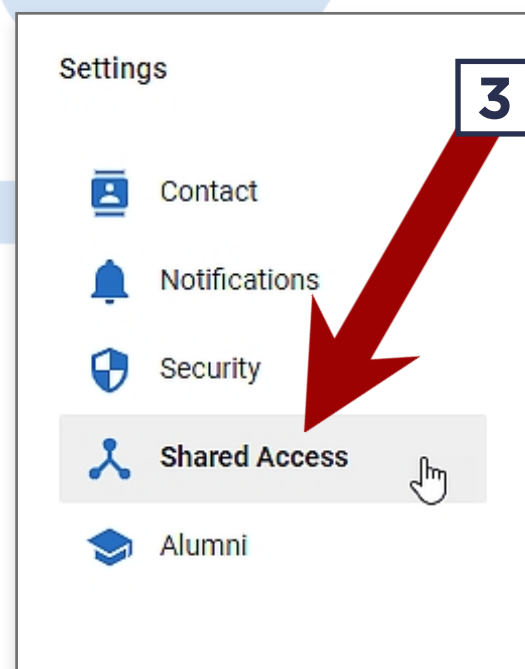 Settings
3
Contact
Notifications
Security
Shared Access
Alumni